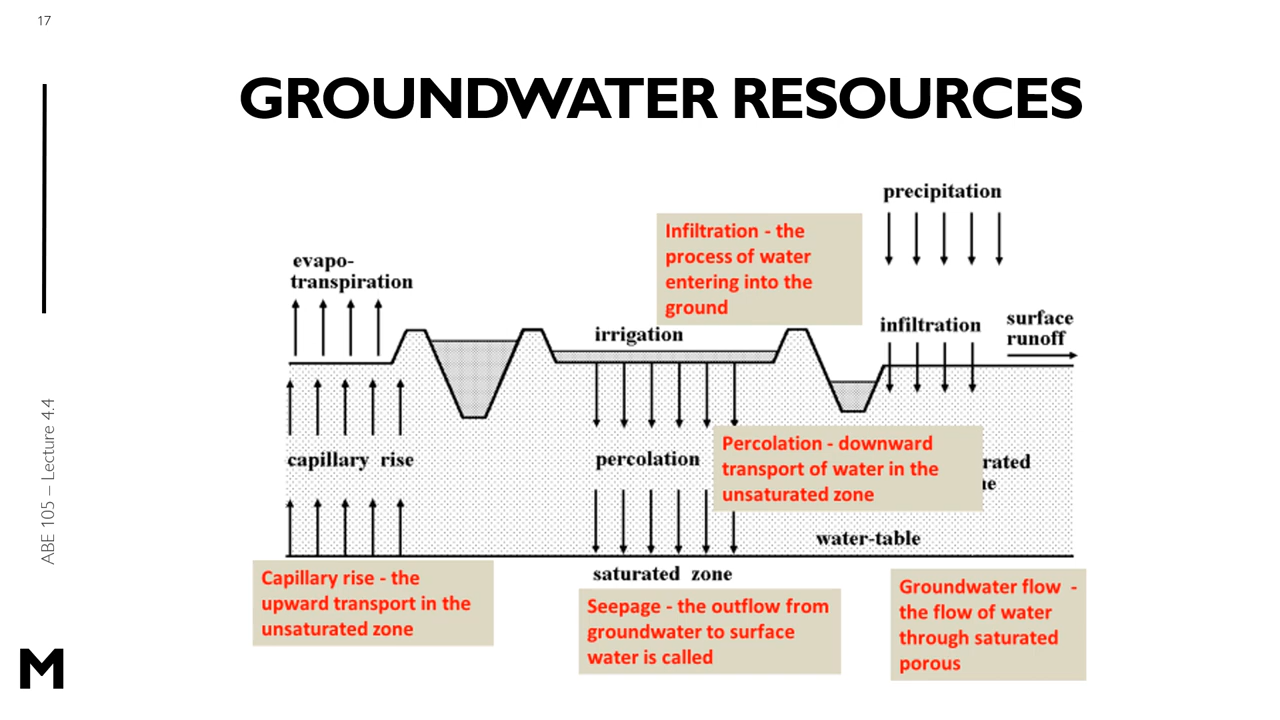 17
GROUNDWATER RESOURCES
precipitation
Infiltration - the
process of water
entering into the
ground
evapo-
transpiration
irrigation
infiltration
surface
runoff
capillary rise
percolation
Percolation - downward
transport of water in the
unsaturated zone
rated
water-table
saturated zone
Capillary rise - the
upward transport in the
unsaturated zone
Seepage - the outflow from
groundwater to surface
water is called
Groundwater flow -
the flow of water
through saturated
porous
ABE 105 – Lecture 4.4
M